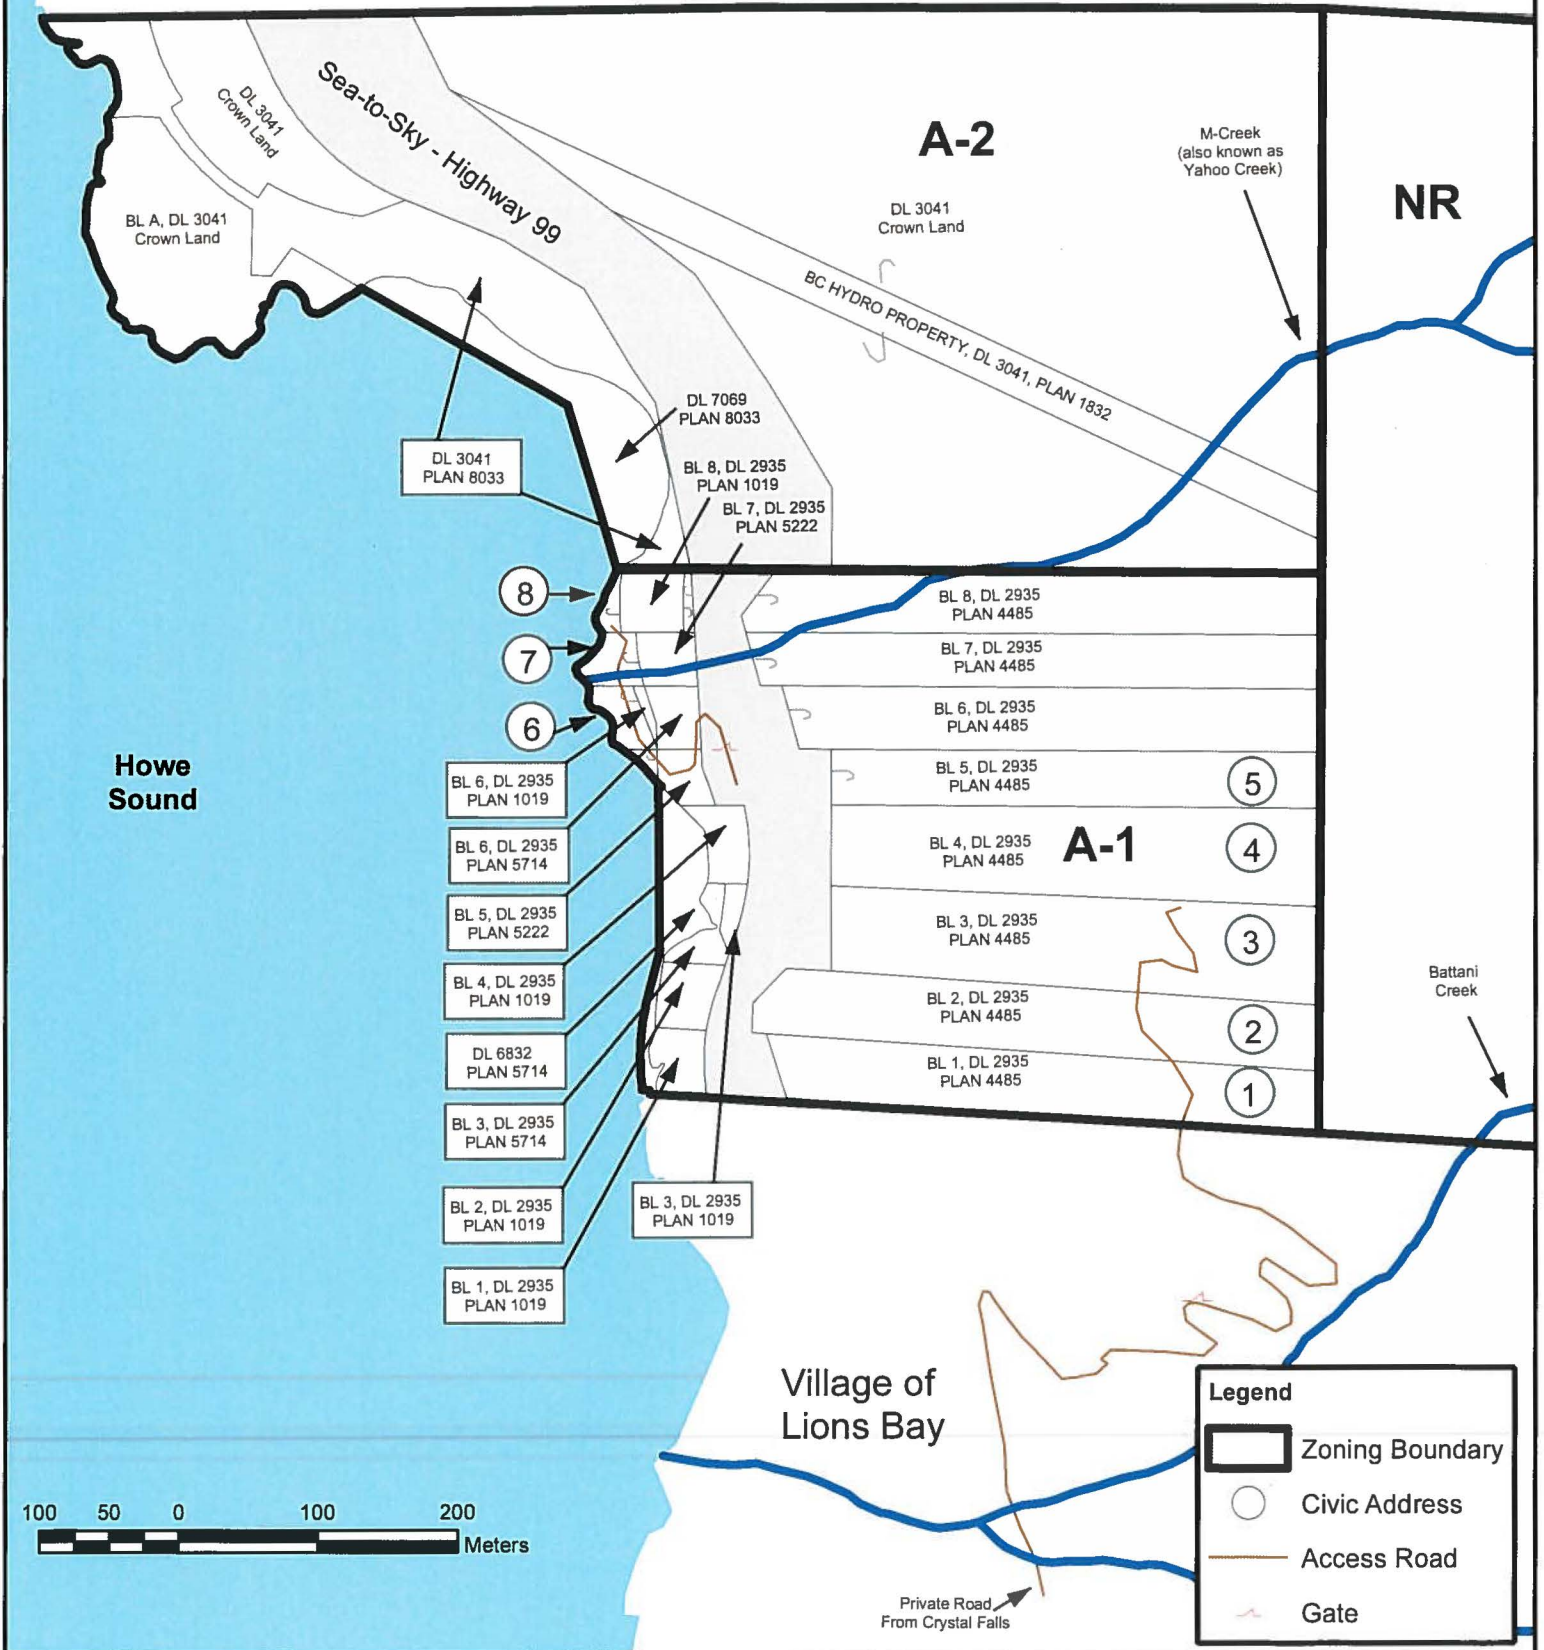 DL 3041
Crown Land
Sea-to-Sky - Highway 99
A-2
M-Creek
(also known as
Yahoo Creek)
NR
BL A, DL 3041
Crown Land
DL 3041
Crown Land
BC HYDRO PROPERTY, DL 3041, PLAN 1832
DL 7069
PLAN 8033
DL 3041
PLAN 8033
BL 8, DL 2935
PLAN 1019
BL 7, DL 2935
PLAN 5222
8
BL 8, DL 2935
PLAN 4485
7
BL 7, DL 2935
PLAN 4485
6
BL 6, DL 2935
PLAN 4485
Howe
Sound
BL 6, DL 2935
PLAN 1019
BL 5, DL 2935
PLAN 4485
5
BL 6, DL 2935
PLAN 5714
BL 4, DL 2935
PLAN 4485
A-1
4
BL 5, DL 2935
PLAN 5222
BL 3, DL 2935
PLAN 4485
3
BL 4, DL 2935
PLAN 1019
BL 2, DL 2935
PLAN 4485
2
Battani
Creek
DL 6832
PLAN 5714
BL 1, DL 2935
PLAN 4485
1
BL 3, DL 2935
PLAN 5714
BL 2, DL 2935
PLAN 1019
BL 3, DL 2935
PLAN 1019
BL 1, DL 2935
PLAN 1019
Village of
Lions Bay
Legend
Zoning Boundary
Civic Address
Access Road
Gate
100 50 0 100 200
Meters
Private Road
From Crystal Falls